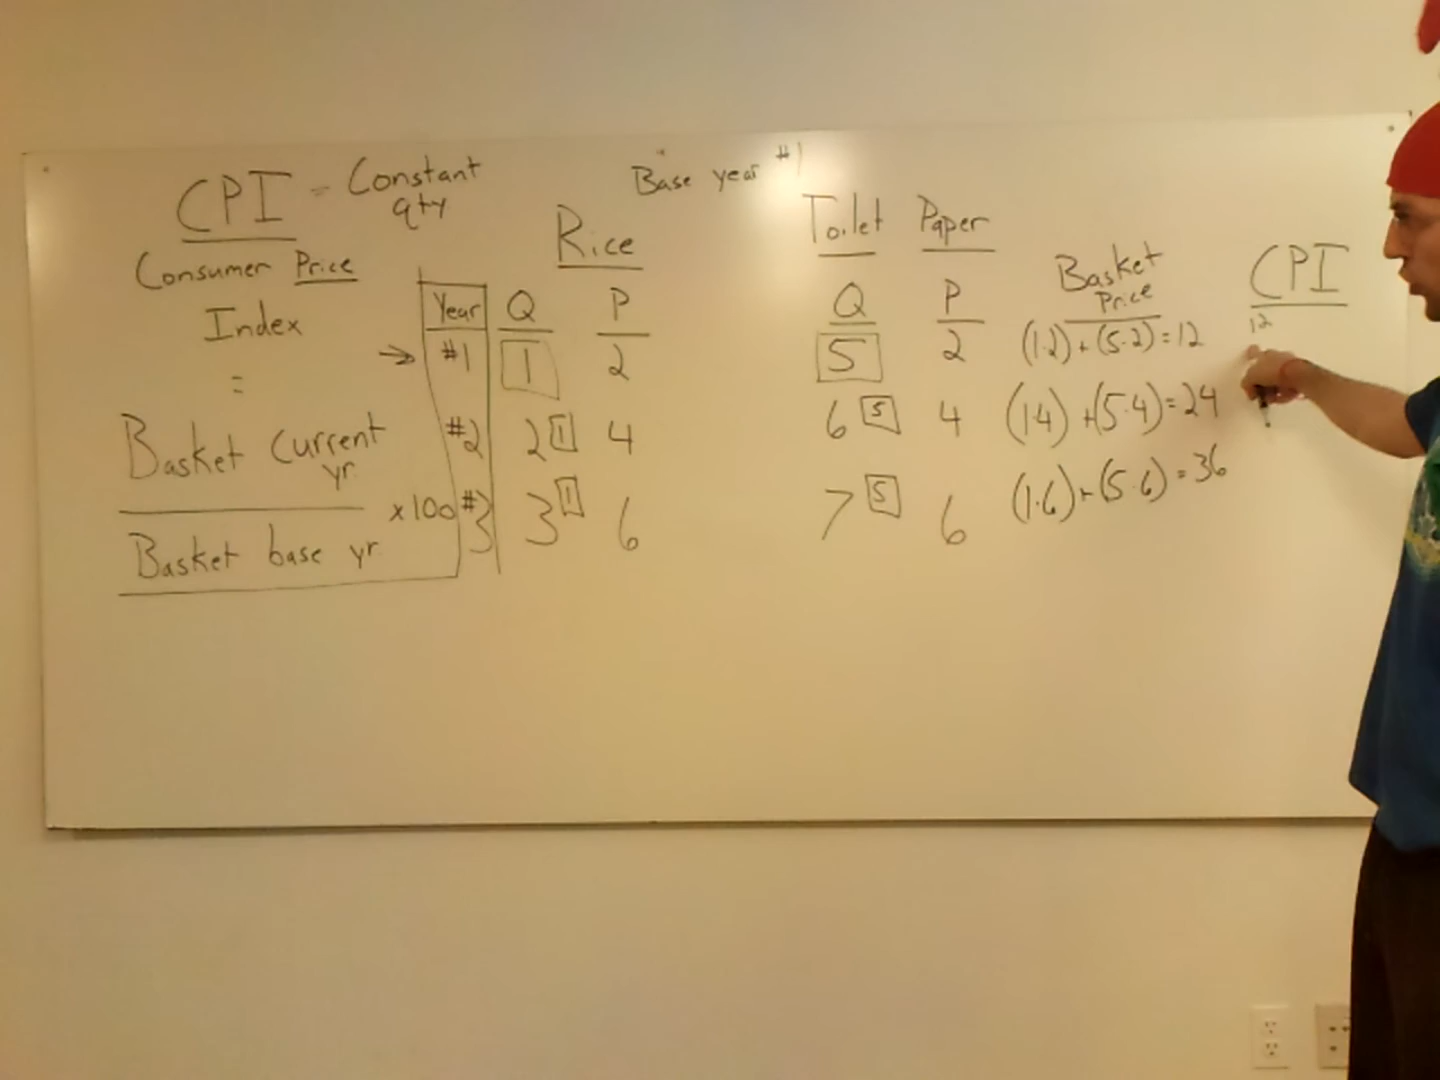 CPI = Constant qty
Consumer Price
Index
=
Basket current yr.
Basket base yr.
x100
Base year #1
Rice
Toilet Paper
Year Q P Q P Basket Price CPI
#1 1 2 5 2 (1·2)+(5·2)=12 12
#2 2 1 4 6 5 4 (1·4)+(5·4)=24
#3 3 1 6 7 5 6 (1·6)+(5·6)=36